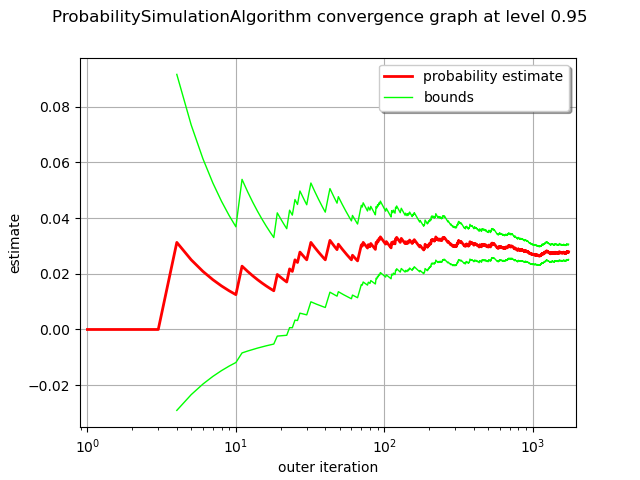 ProbabilitySimulationAlgorithm convergence graph at level 0.95
probability estimate
bounds
0.08
0.06
0.04
0.02
0.00
−0.02
estimate
10⁰
10¹
10²
10³
outer iteration